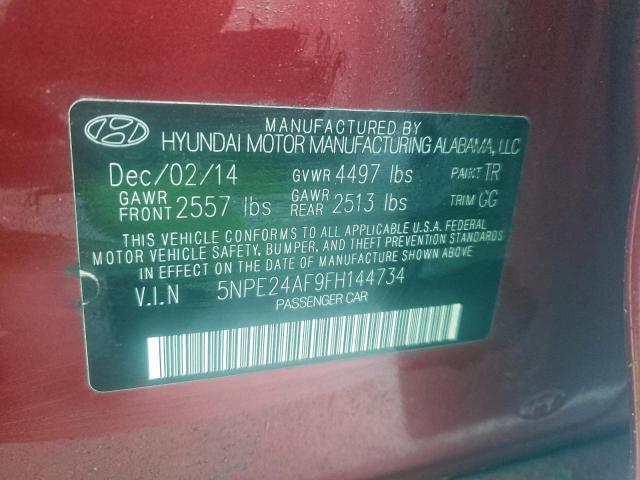 MANUFACTURED BY
HYUNDAI MOTOR MANUFACTURING ALABAMA, LLC
Dec/02/14 GVWR 4497 lbs PAINT TR
GAWR FRONT 2557 lbs GAWR REAR 2513 lbs TRIM GG
THIS VEHICLE CONFORMS TO ALL APPLICABLE U.S.A. FEDERAL
MOTOR VEHICLE SAFETY, BUMPER, AND THEFT PREVENTION STANDARDS
IN EFFECT ON THE DATE OF MANUFACTURE SHOWN ABOVE
V.I.N 5NPE24AF9FH144734
PASSENGER CAR